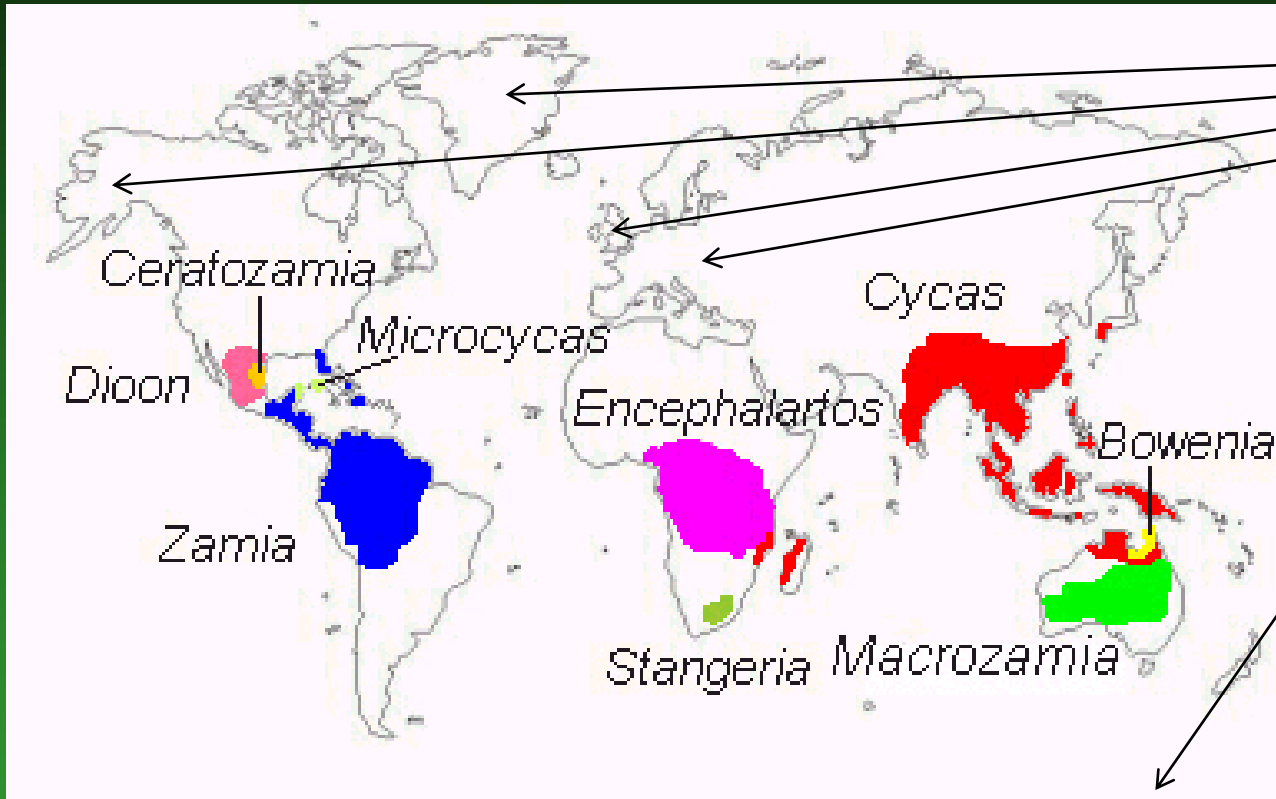 Ceratozamia
Cycas
Microcycas
Dioon
Encephalartos
Bowenia
Zamia
Stangeria
Macrozamia